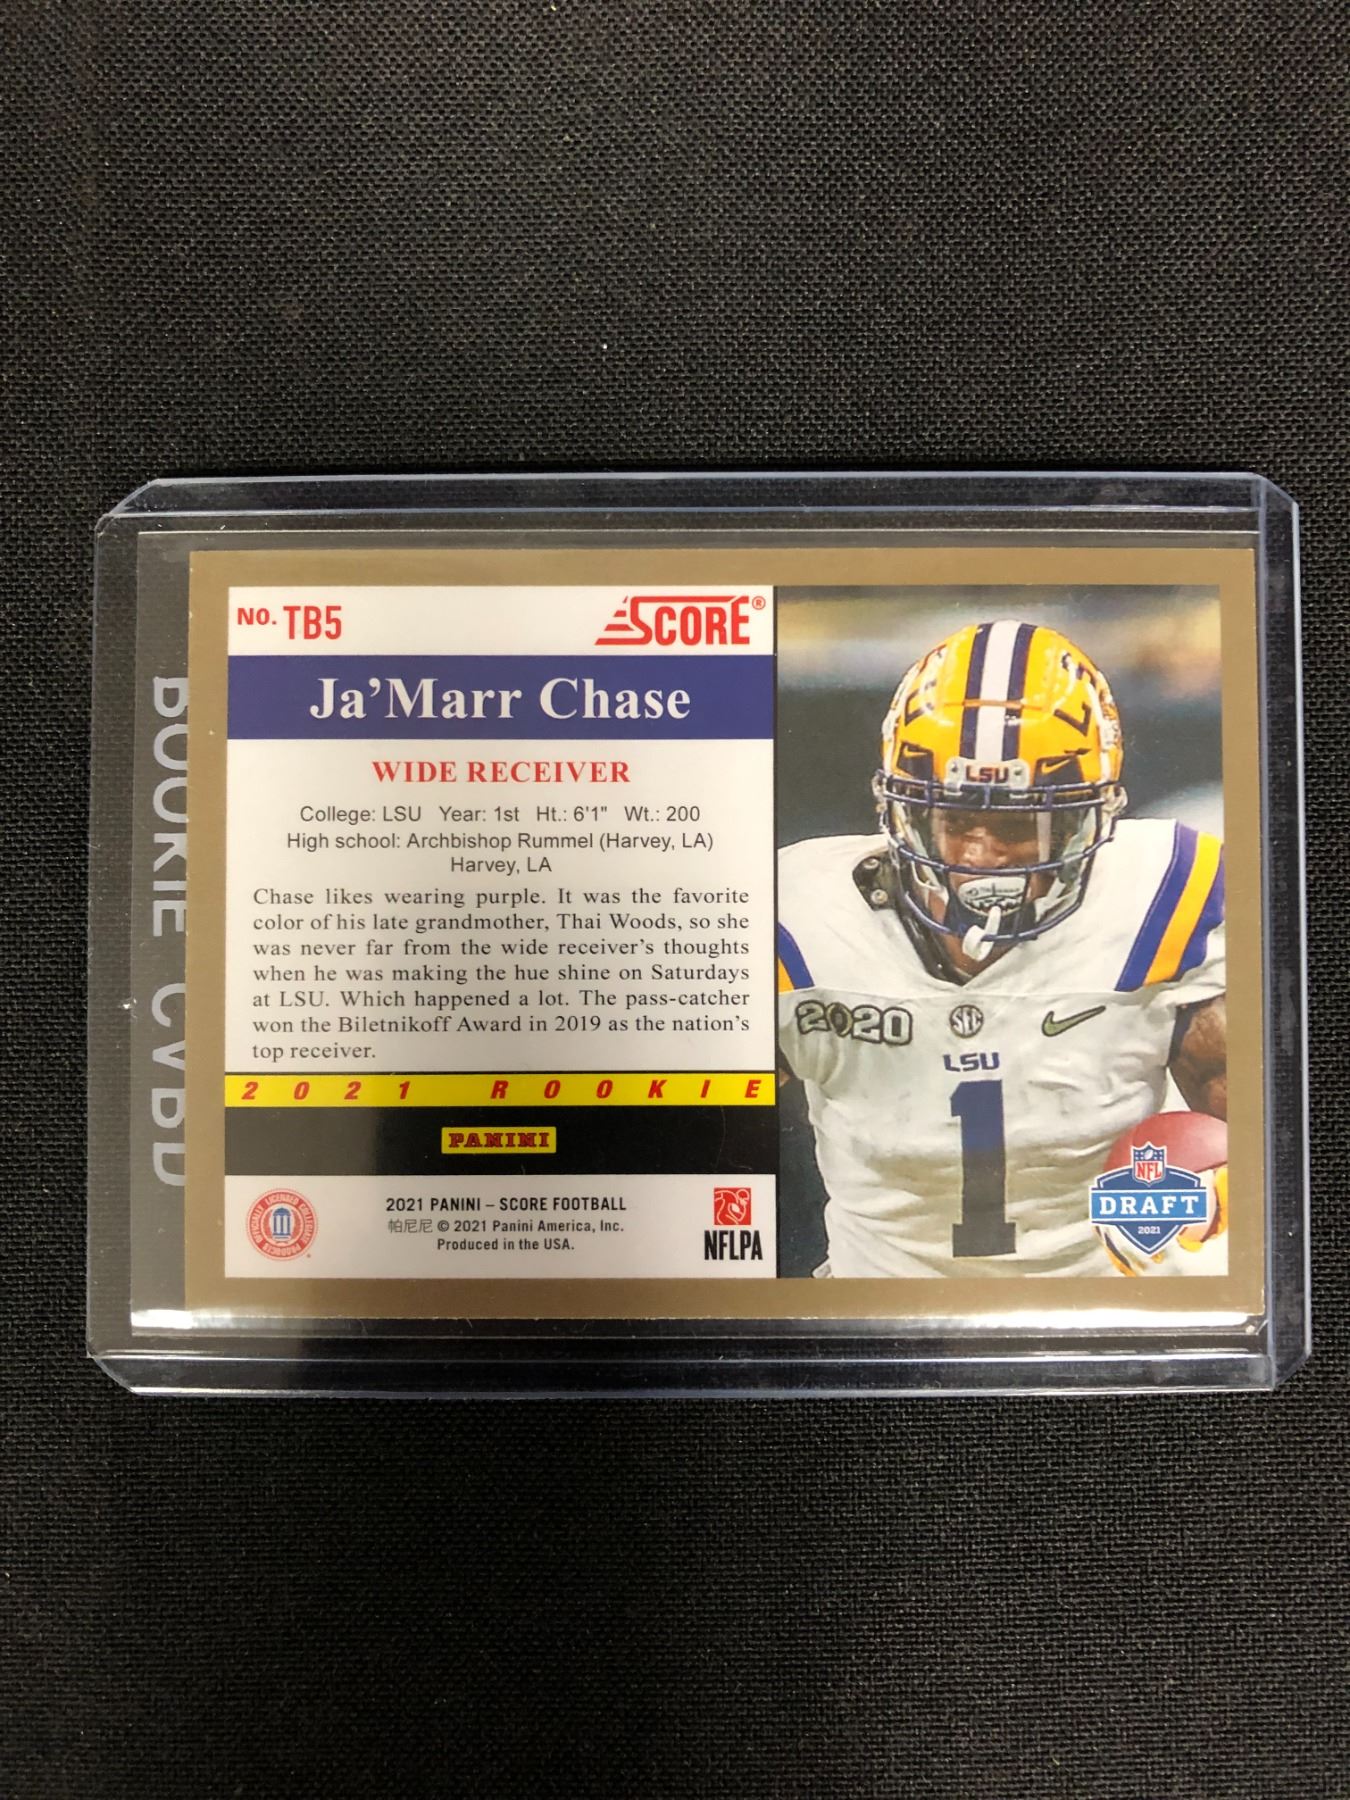 NO. TB5
SCORE®
Ja'Marr Chase
WIDE RECEIVER
College: LSU Year: 1st Ht.: 6'1" Wt.: 200
High school: Archbishop Rummel (Harvey, LA)
Harvey, LA
Chase likes wearing purple. It was the favorite
color of his late grandmother, Thai Woods, so she
was never far from the wide receiver's thoughts
when he was making the hue shine on Saturdays
at LSU. Which happened a lot. The pass-catcher
won the Biletnikoff Award in 2019 as the nation's
top receiver.
2021 ROOKIE
PANINI
OFFICIALLY LICENSED COLLEGIATE PRODUCTS
2021 PANINI – SCORE FOOTBALL
帕尼尼 © 2021 Panini America, Inc.
Produced in the USA.
NFLPA
LSU
2020
SEC
LSU
1
NFL
DRAFT
2021
ROOKIE CARD